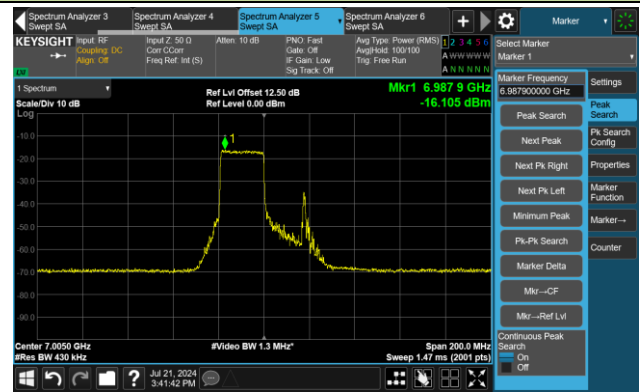 Spectrum Analyzer 3
Swept SA
Spectrum Analyzer 4
Swept SA
Spectrum Analyzer 5
Swept SA
Spectrum Analyzer 6
Swept SA
+
Marker
KEYSIGHT
Input: RF
Coupling: DC
Align: Off
Input Z: 50 Ω
Corr CCorr
Freq Ref: Int (S)
Atten: 10 dB
PNO: Fast
Gate: Off
IF Gain: Low
Sig Track: Off
Avg Type: Power (RMS)
Avg|Hold: 100/100
Trig: Free Run
1 2 3 4 5 6
A W W W W W
A N N N N N
Select Marker
Marker 1
1 Spectrum
Scale/Div 10 dB
Log
Ref Lvl Offset 12.50 dB
Ref Level 0.00 dBm
Mkr1 6.987 9 GHz
-16.105 dBm
1
-10.0
-20.0
-30.0
-40.0
-50.0
-60.0
-70.0
-80.0
-90.0
Center 7.0050 GHz
#Res BW 430 kHz
#Video BW 1.3 MHz*
Span 200.0 MHz
Sweep 1.47 ms (2001 pts)
Marker Frequency
6.987900000 GHz
Peak Search
Next Peak
Next Pk Right
Next Pk Left
Minimum Peak
Pk-Pk Search
Marker Delta
Mkr→CF
Mkr→Ref Lvl
Continuous Peak
Search
On
Off
Settings
Peak
Search
Pk Search
Config
Properties
Marker
Function
Marker→
Counter
?
Jul 21, 2024
3:41:42 PM